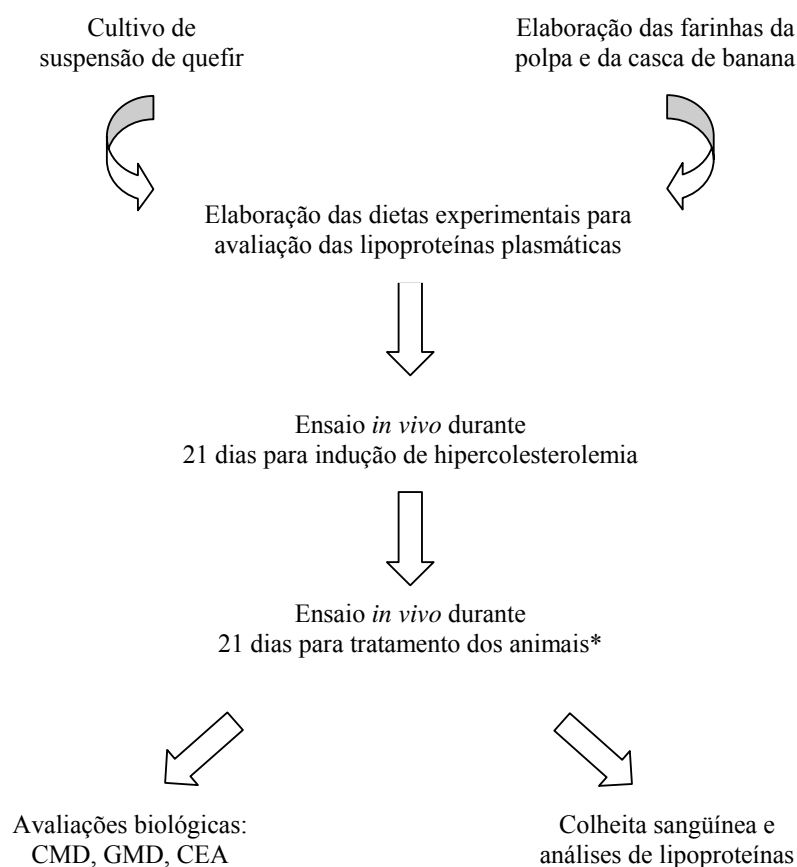 Cultivo de
suspensão de quefir
Elaboração das farinhas da
polpa e da casca de banana
Elaboração das dietas experimentais para
avaliação das lipoproteínas plasmáticas
Ensaio in vivo durante
21 dias para indução de hipercolesterolemia
Ensaio in vivo durante
21 dias para tratamento dos animais*
Avaliações biológicas:
CMD, GMD, CEA
Colheita sangüínea e
análises de lipoproteínas